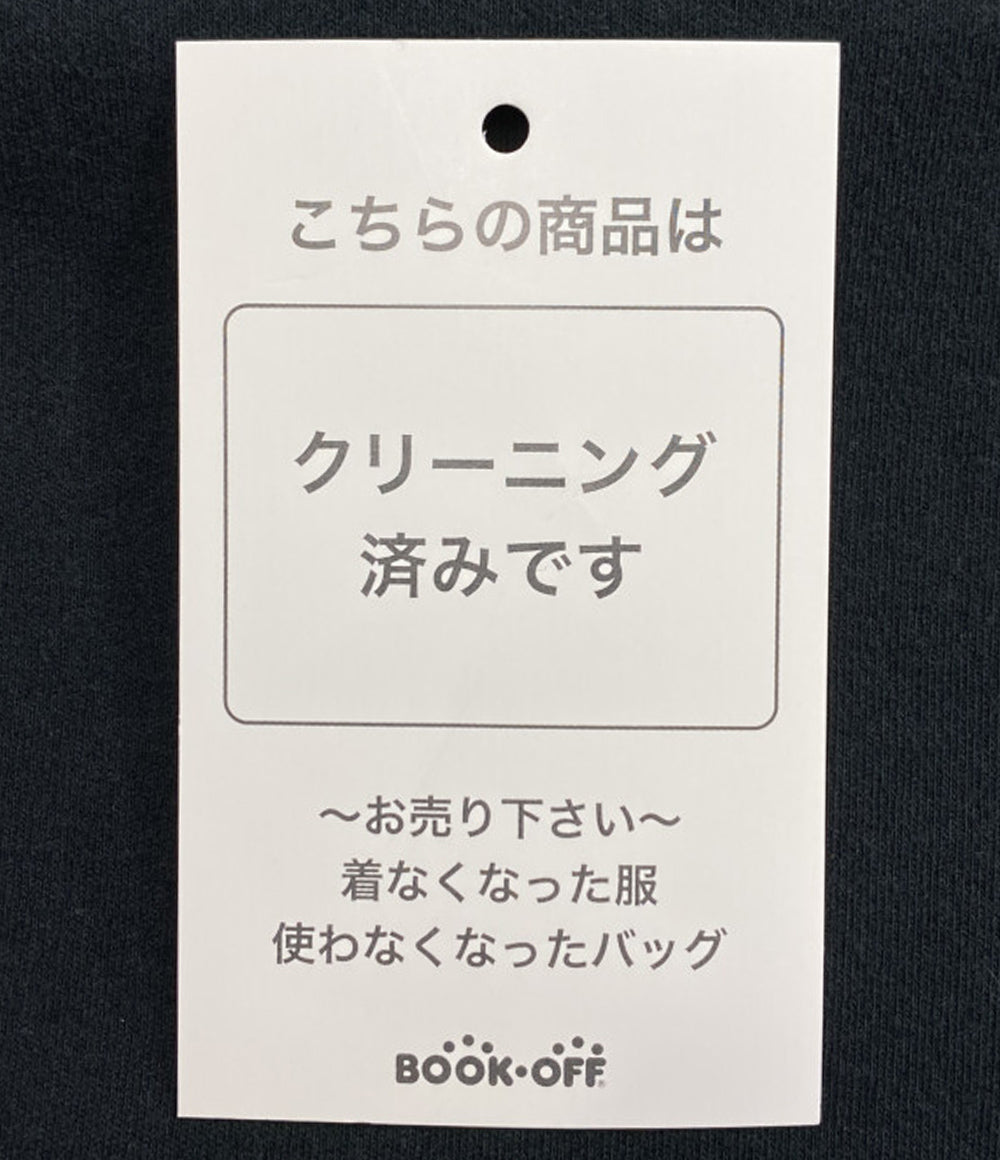 こちらの商品は
クリーニング
済みです
〜お売り下さい〜
着なくなった服
使わなくなったバッグ
BOOK・OFF®